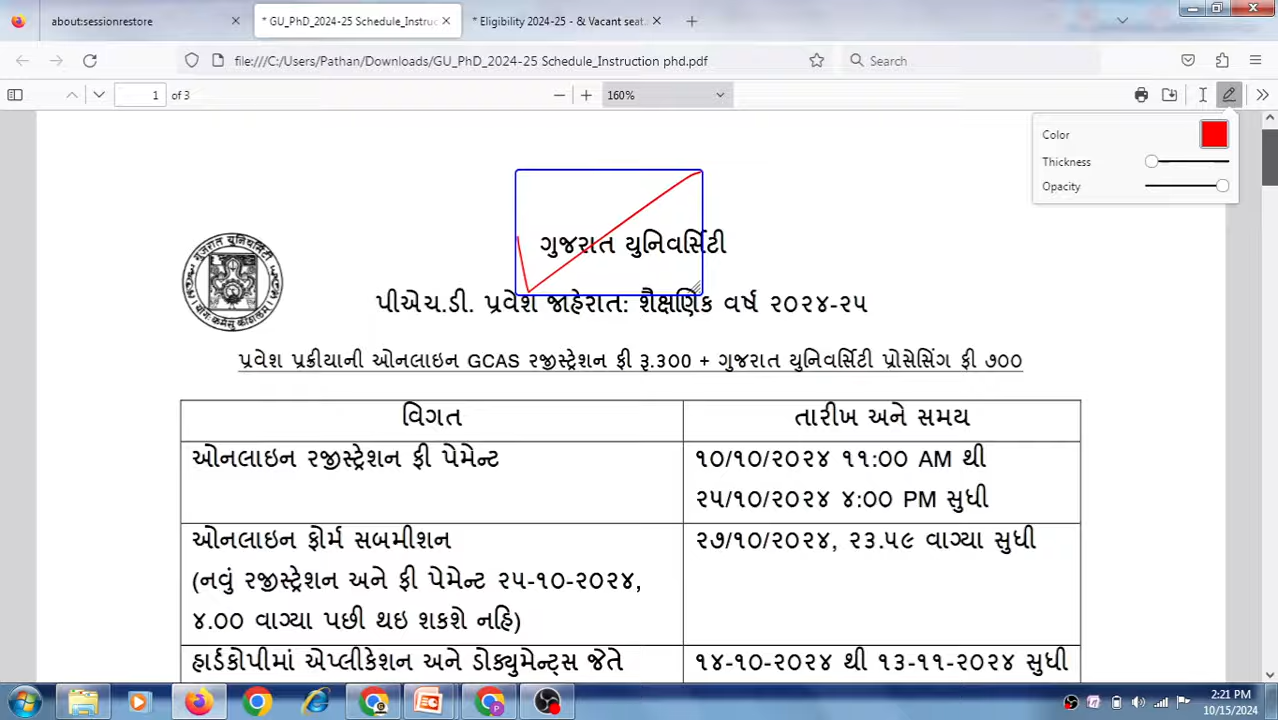 about:sessionrestore
* GU_PhD_2024-25 Schedule_Instruc
* Eligibility 2024-25 - & Vacant seat
file:///C:/Users/Pathan/Downloads/GU_PhD_2024-25 Schedule_Instruction phd.pdf
Search
1 of 3
160%
Color
Thickness
Opacity
ગુજરાત યુનિવર્સિટી
પીએચ.ડી. પ્રવેશ જાહેરાત: શૈક્ષણિક વર્ષ ૨૦૨૪-૨૫
પ્રવેશ પ્રક્રીયાની ઓનલાઇન GCAS રજીસ્ટ્રેશન ફી રૂ.300 + ગુજરાત યુનિવર્સિટી પ્રોસેસિંગ ફી ૭૦૦
વિગત
તારીખ અને સમય
ઓનલાઇન રજીસ્ટ્રેશન ફી પેમેન્ટ
૧૦/૧૦/૨૦૨૪ ૧૧:૦૦ AM થી
૨૫/૧૦/૨૦૨૪ ૪:૦૦ PM સુધી
ઓનલાઇન ફોર્મ સબમીશન
(નવું રજીસ્ટ્રેશન અને ફી પેમેન્ટ ૨૫-૧૦-૨૦૨૪,
૪.૦૦ વાગ્યા પછી થઇ શકશે નહિ)
૨૭/૧૦/૨૦૨૪, ૨૩.૫૯ વાગ્યા સુધી
હાર્ડકોપીમાં એપ્લીકેશન અને ડોક્યુમેન્ટ્સ જેતે
૧૪-૧૦-૨૦૨૪ થી ૧૩-૧૧-૨૦૨૪ સુધી
2:21 PM
10/15/2024